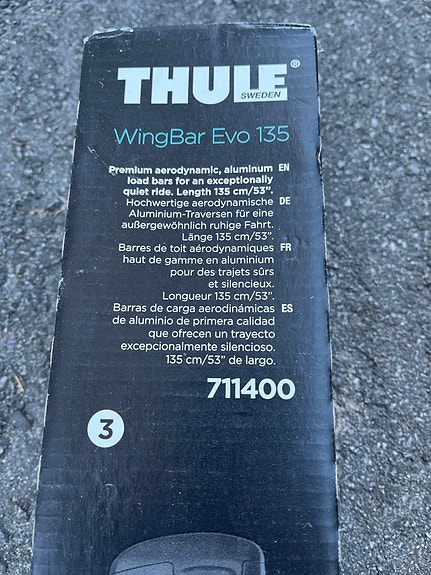 THULE®
SWEDEN
WingBar Evo 135
Premium aerodynamic, aluminum EN
load bars for an exceptionally
quiet ride. Length 135 cm/53”.
Hochwertige aerodynamische DE
Aluminium-Traversen für eine
außergewöhnlich ruhige Fahrt.
Länge 135 cm/53”.
Barres de toit aérodynamiques FR
haut de gamme en aluminium
pour des trajets sûrs
et silencieux.
Longueur 135 cm/53”.
Barras de carga aerodinámicas ES
de aluminio de primera calidad
que ofrecen un trayecto
excepcionalmente silencioso.
135 cm/53” de largo.
711400
3